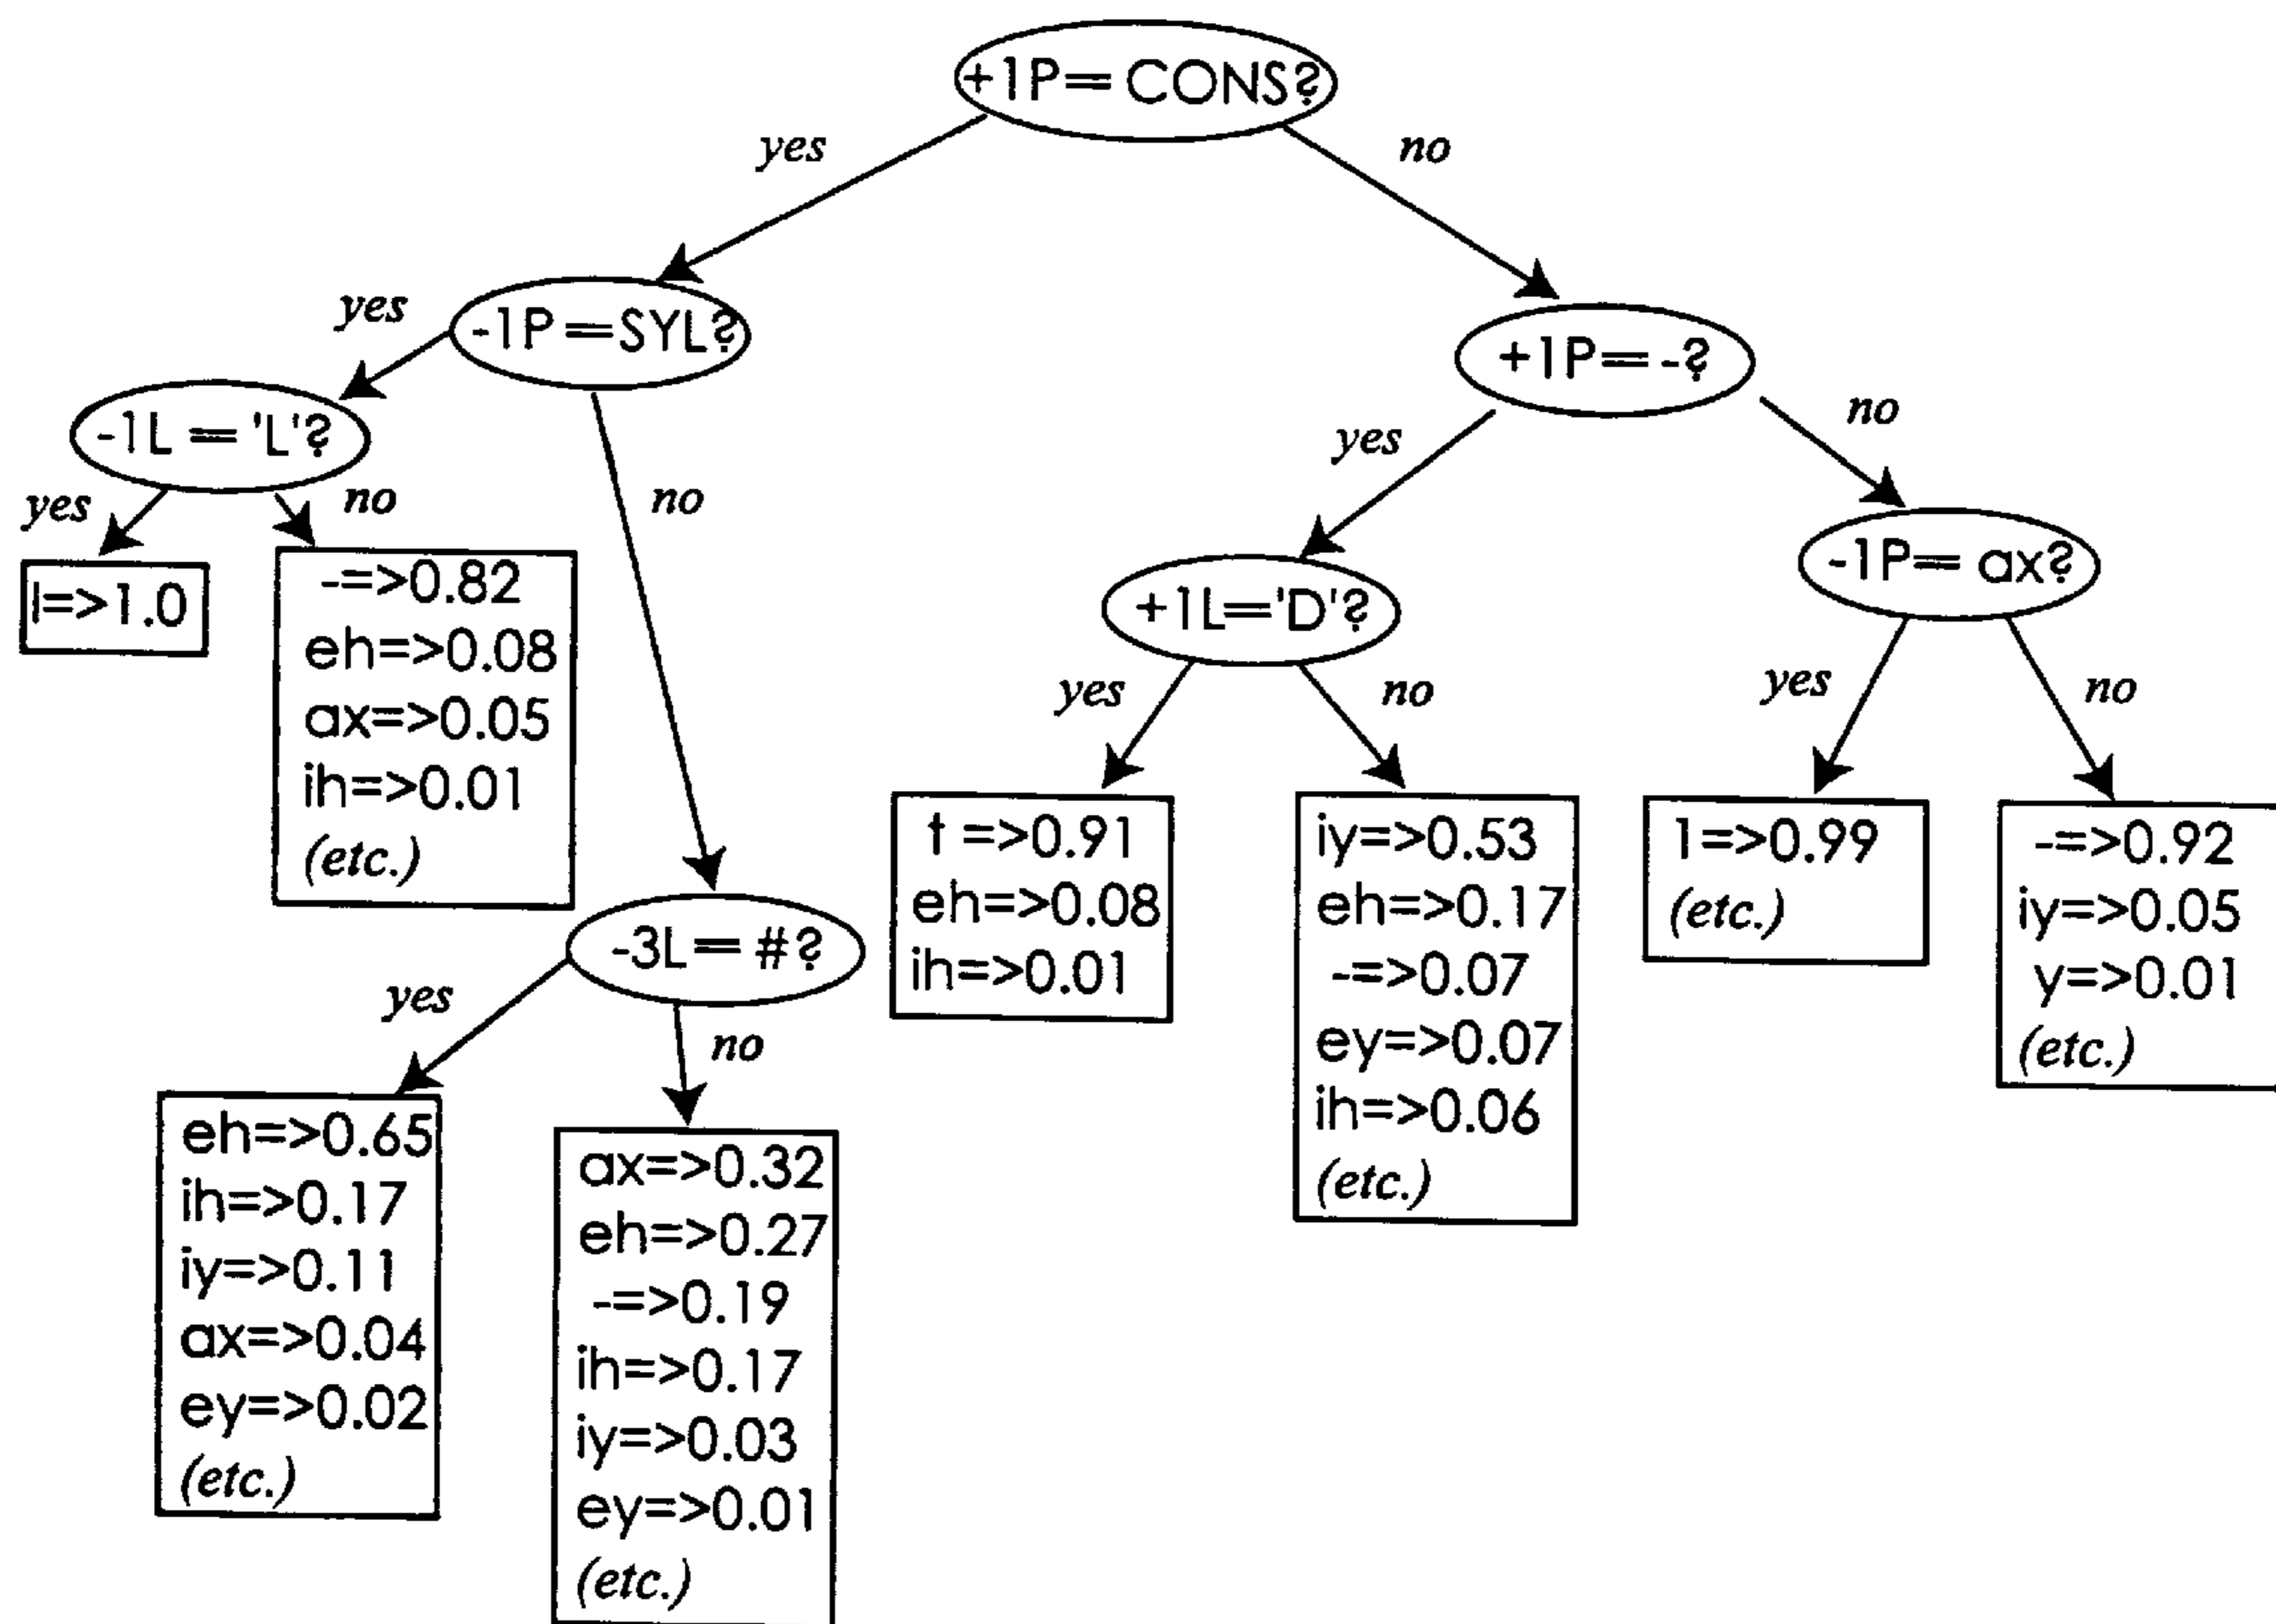 +1P= CONS?
yes
no
-1P=SYL?
yes
no
+1P= -?
yes
no
-1L = 'L'?
yes
no
l=>1.0
-=>0.82
eh=>0.08
ax=>0.05
ih=>0.01
(etc.)
-3L= #?
yes
no
eh=>0.65
ih=>0.17
iy=>0.11
ax=>0.04
ey=>0.02
(etc.)
ax=>0.32
eh=>0.27
-=>0.19
ih=>0.17
iy=>0.03
ey=>0.01
(etc.)
+1L='D'?
yes
no
t =>0.91
eh=>0.08
ih=>0.01
iy=>0.53
eh=>0.17
-=>0.07
ey=>0.07
ih=>0.06
(etc.)
-1P= ax?
yes
no
1=>0.99
(etc.)
-=>0.92
iy=>0.05
y=>0.01
(etc.)